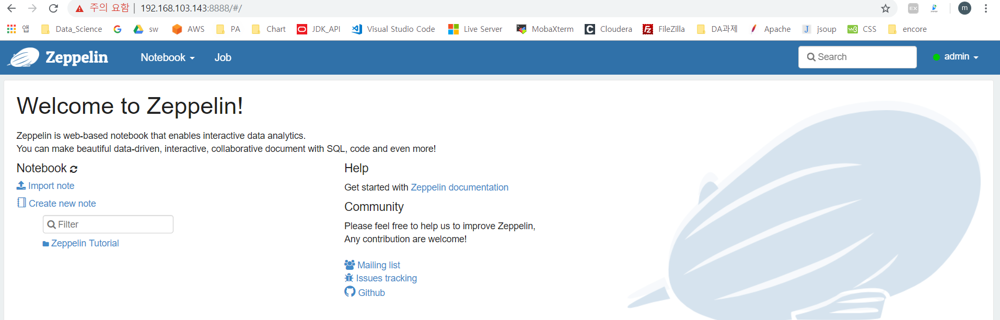 주의 요함 | 192.168.103.143:8888/#/
EX
m
앱 Data_Science sw AWS PA Chart JDK_API Visual Studio Code Live Server MobaXterm Cloudera FileZilla DA과제 Apache jsoup CSS encore
Zeppelin Notebook Job Search admin
Welcome to Zeppelin!
Zeppelin is web-based notebook that enables interactive data analytics.
You can make beautiful data-driven, interactive, collaborative document with SQL, code and even more!
Notebook
Import note
Create new note
Filter
Zeppelin Tutorial
Help
Get started with Zeppelin documentation
Community
Please feel free to help us to improve Zeppelin,
Any contribution are welcome!
Mailing list
Issues tracking
Github